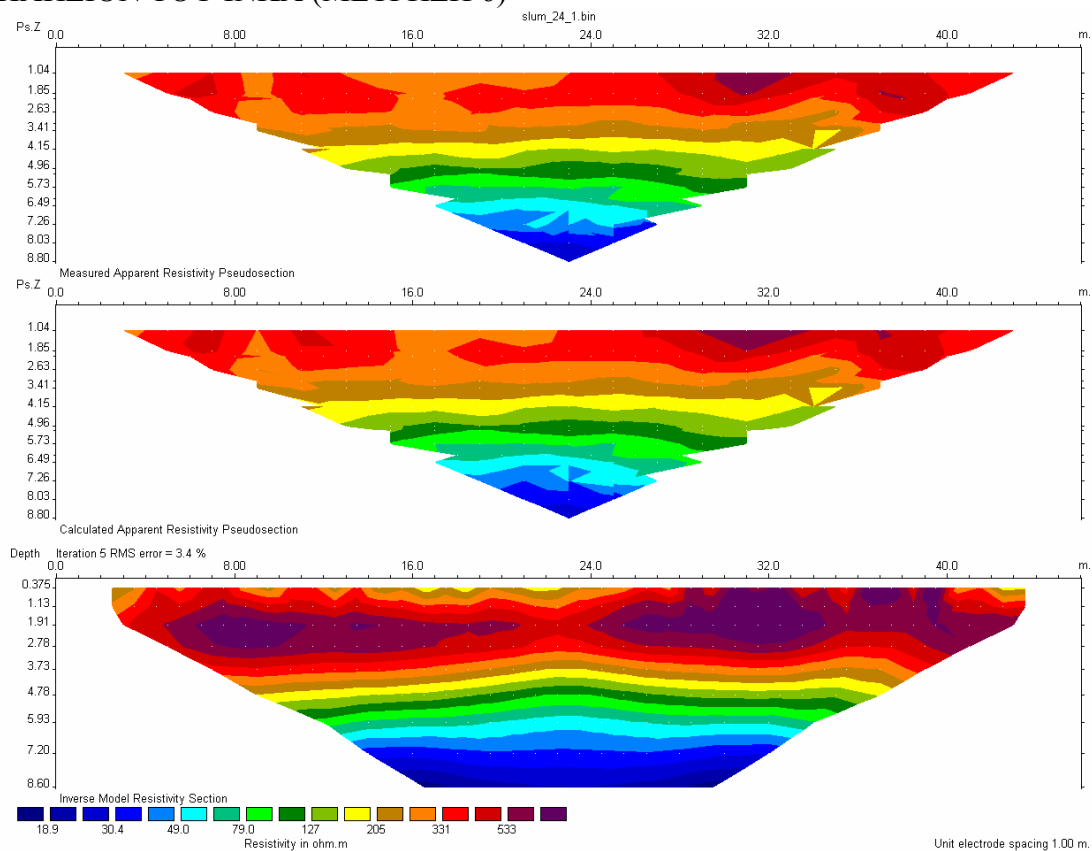 slum_24_1.bin
Ps.Z
0.0 8.00 16.0 24.0 32.0 40.0 m.
1.04
1.85
2.63
3.41
4.15
4.96
5.73
6.49
7.26
8.03
8.80
Measured Apparent Resistivity Pseudosection
Ps.Z
0.0 8.00 16.0 24.0 32.0 40.0 m.
1.04
1.85
2.63
3.41
4.15
4.96
5.73
6.49
7.26
8.03
8.80
Calculated Apparent Resistivity Pseudosection
Depth Iteration 5 RMS error = 3.4 %
0.0 8.00 16.0 24.0 32.0 40.0 m.
0.375
1.13
1.91
2.78
3.73
4.78
5.93
7.20
8.60
Inverse Model Resistivity Section
18.9 30.4 49.0 79.0 127 205 331 533
Resistivity in ohm.m
Unit electrode spacing 1.00 m.